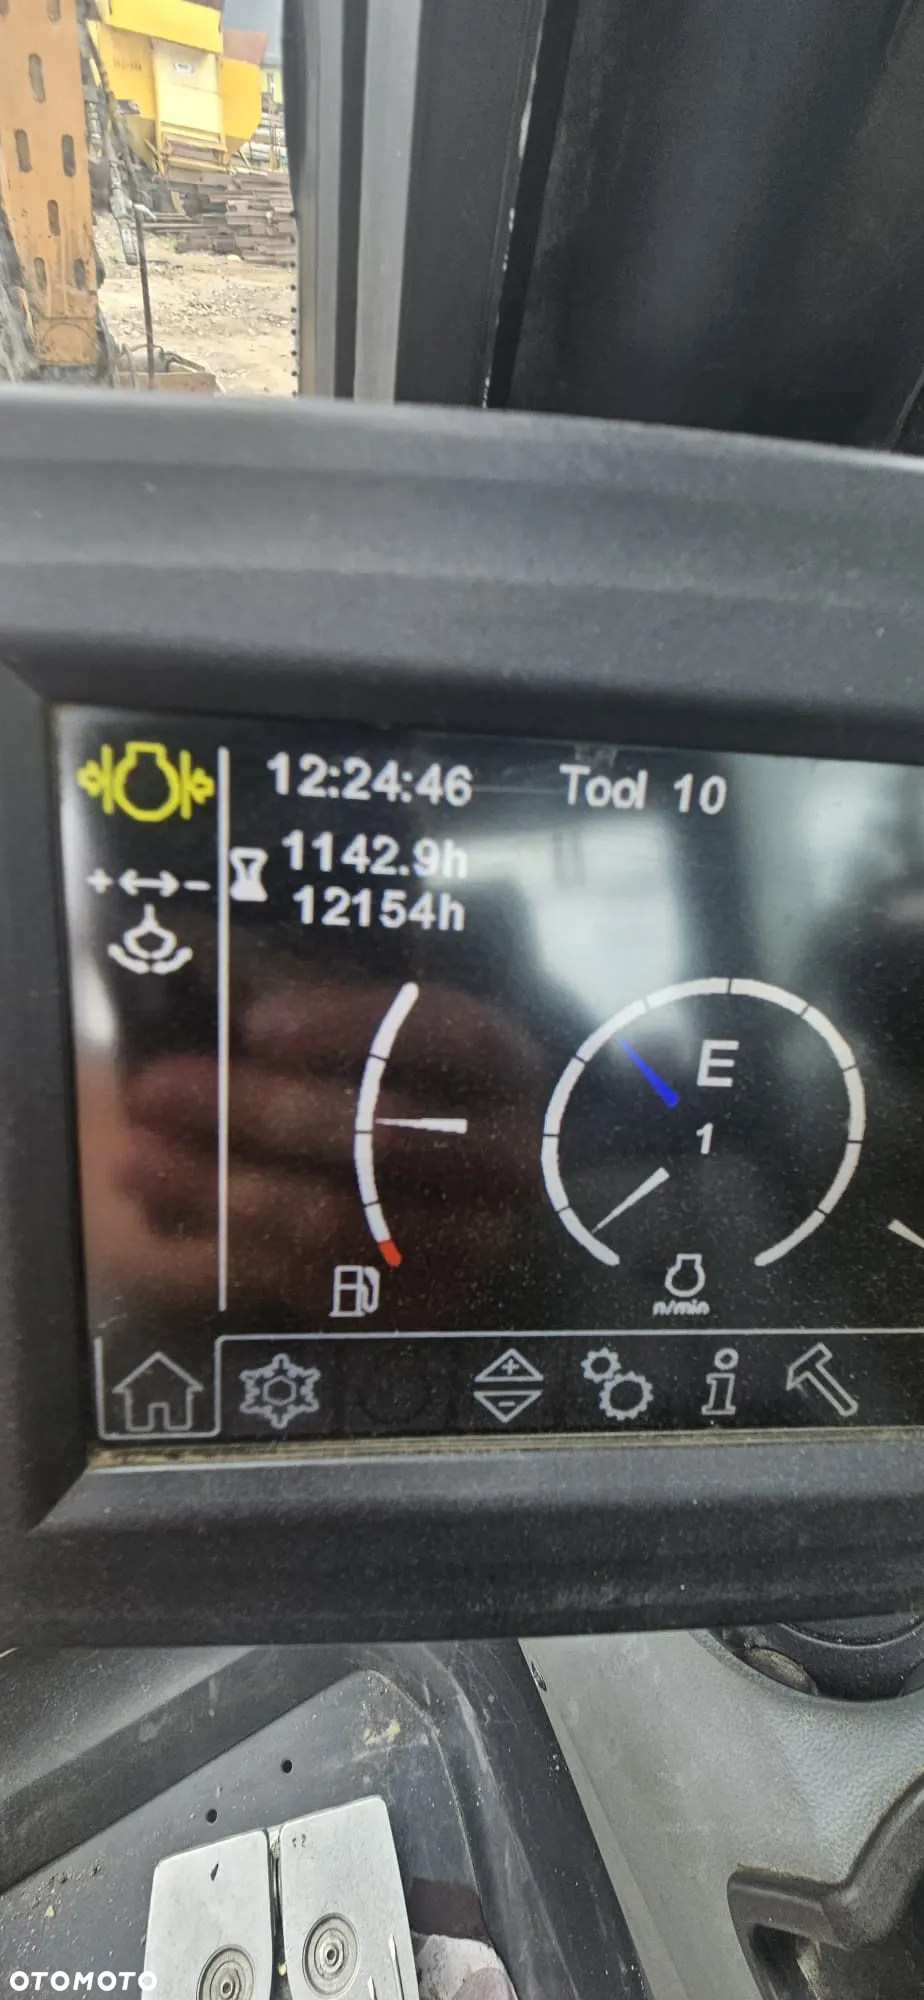 12:24:46 Tool 10
1142.9h
12154h
E
1
n/min
OTOMOTO